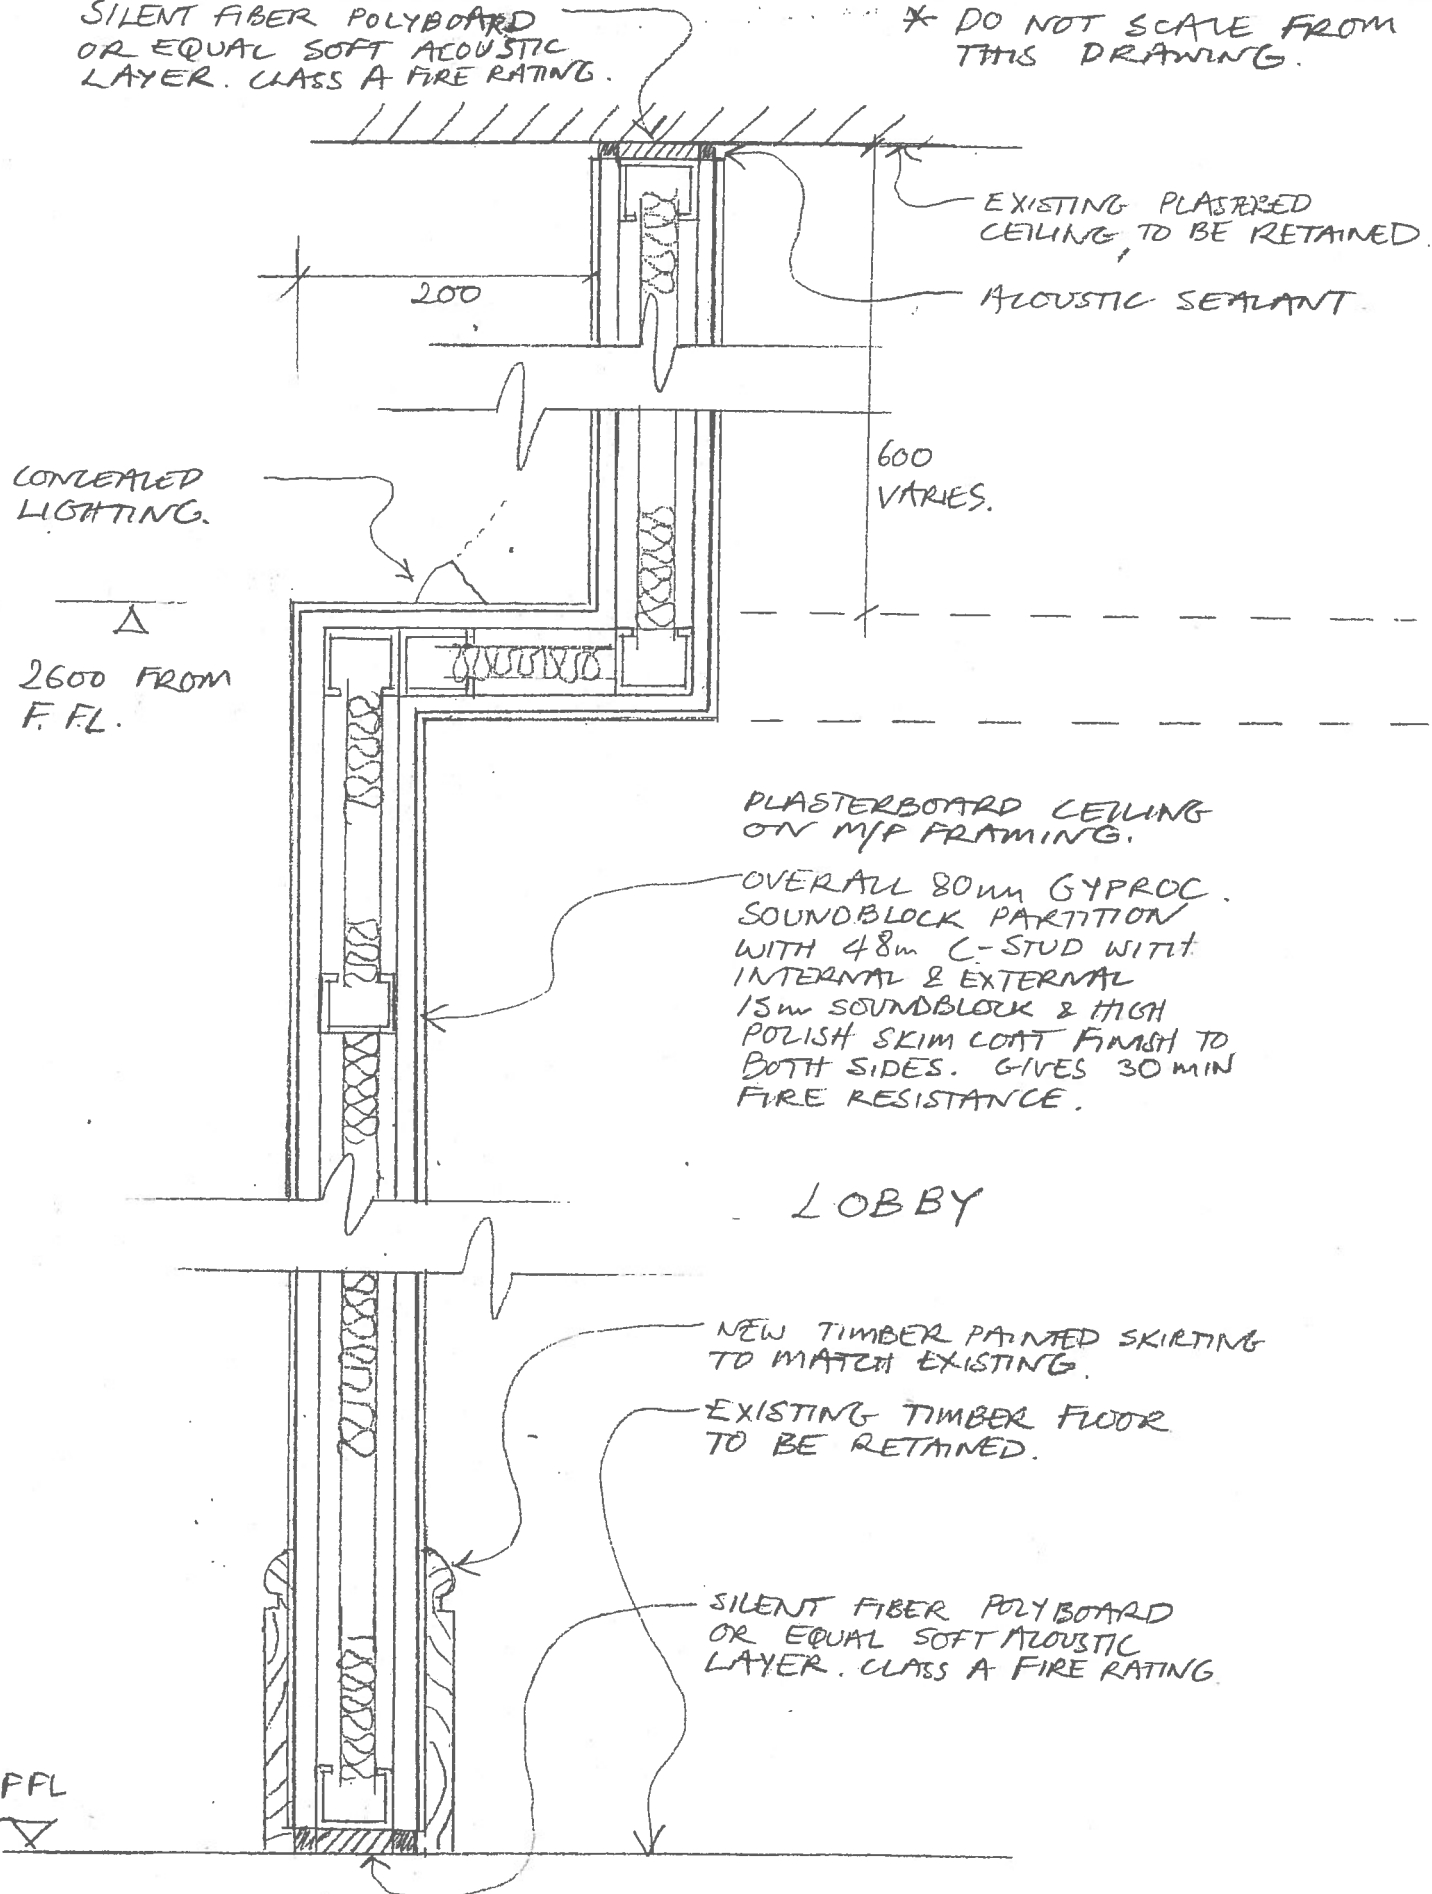 SILENT FIBER POLYBOARD
OR EQUAL SOFT ACOUSTIC
LAYER. CLASS A FIRE RATING.
* DO NOT SCALE FROM
THIS DRAWING.
EXISTING PLASTERED
CEILING, TO BE RETAINED.
200
ACOUSTIC SEALANT
600
VARIES.
CONCEALED
LIGHTING.
2600 FROM
F.FL.
PLASTERBOARD CEILING
ON M/F FRAMING.
OVERALL 80mm GYPROC.
SOUNDBLOCK PARTITION
WITH 48m C-STUD WITH
INTERNAL & EXTERNAL
15mm SOUNDBLOCK & HIGH
POLISH SKIM COAT FINISH TO
BOTH SIDES. GIVES 30 MIN
FIRE RESISTANCE.
LOBBY
NEW TIMBER PAINTED SKIRTING
TO MATCH EXISTING.
EXISTING TIMBER FLOOR
TO BE RETAINED.
SILENT FIBER POLYBOARD
OR EQUAL SOFT ACOUSTIC
LAYER. CLASS A FIRE RATING
FFL